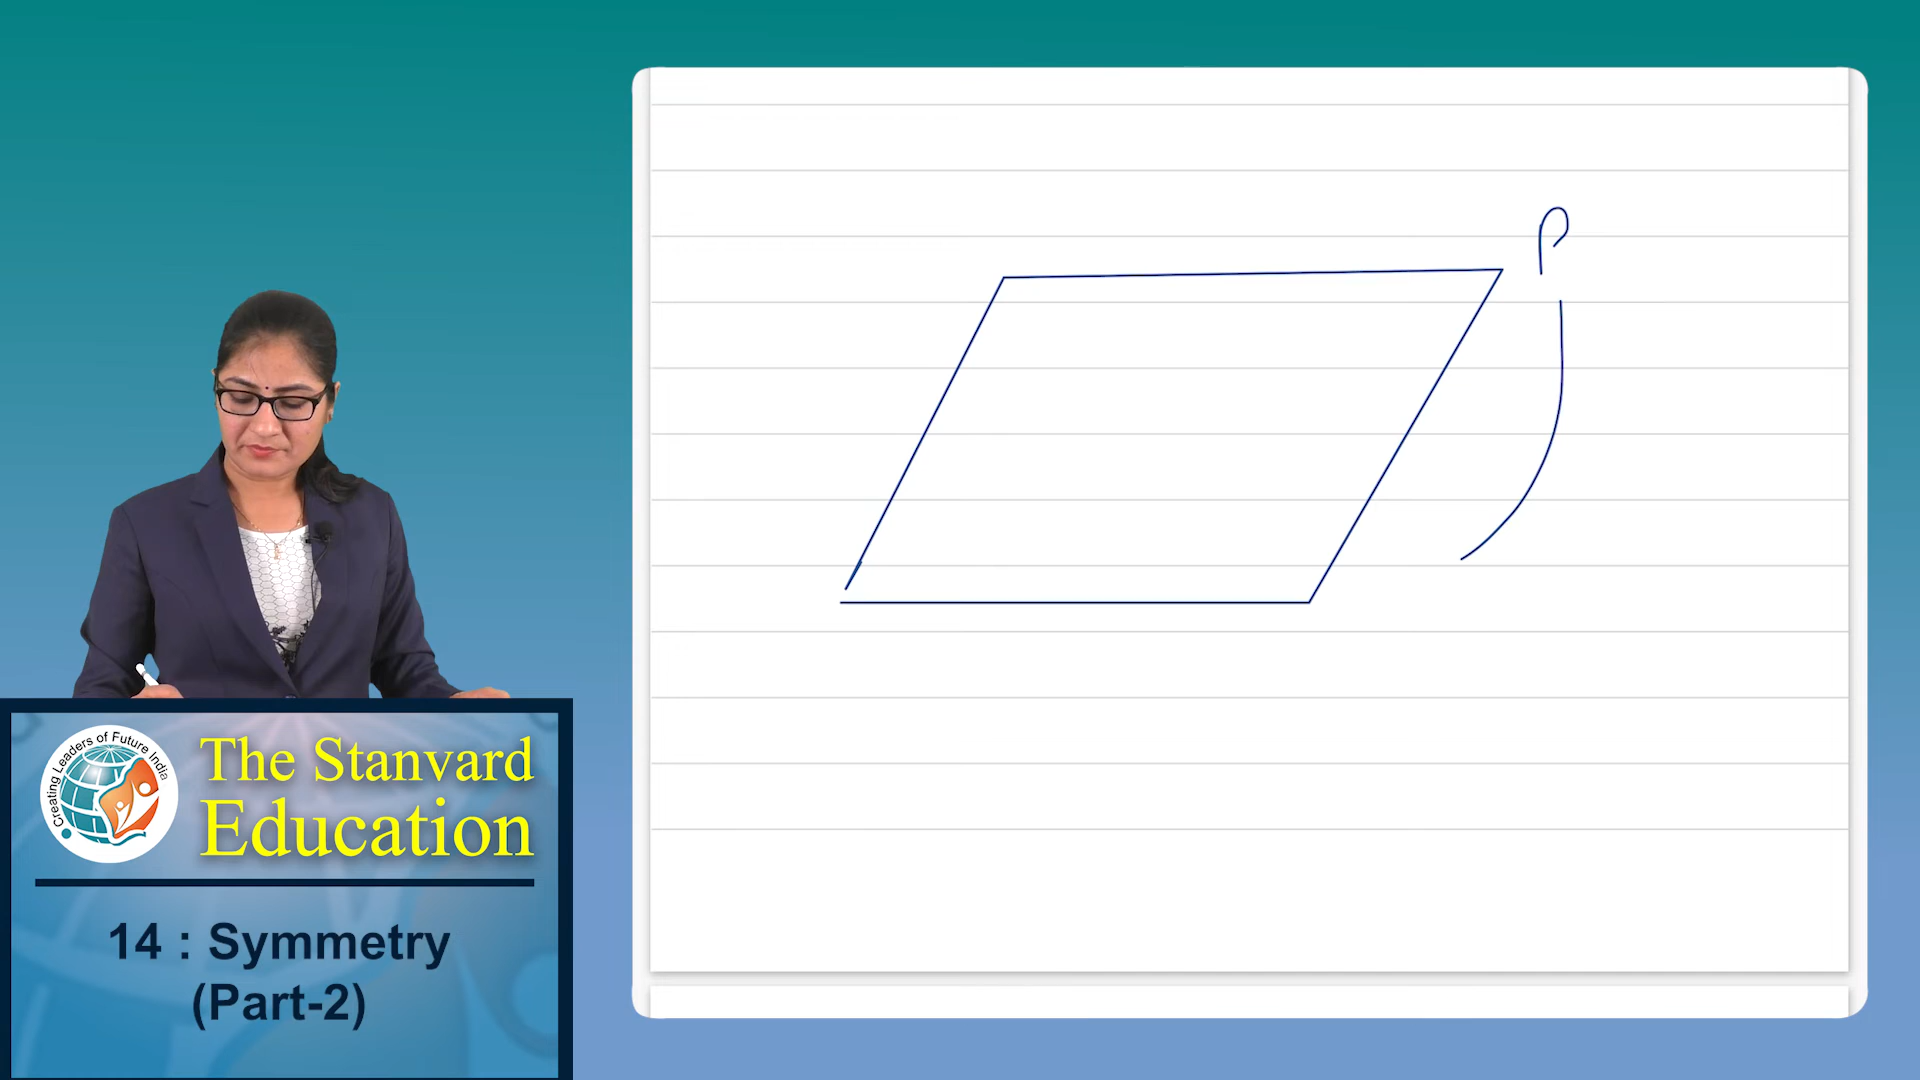 P
Creating Leaders of Future India
The Stanvard
Education
14 : Symmetry
(Part-2)